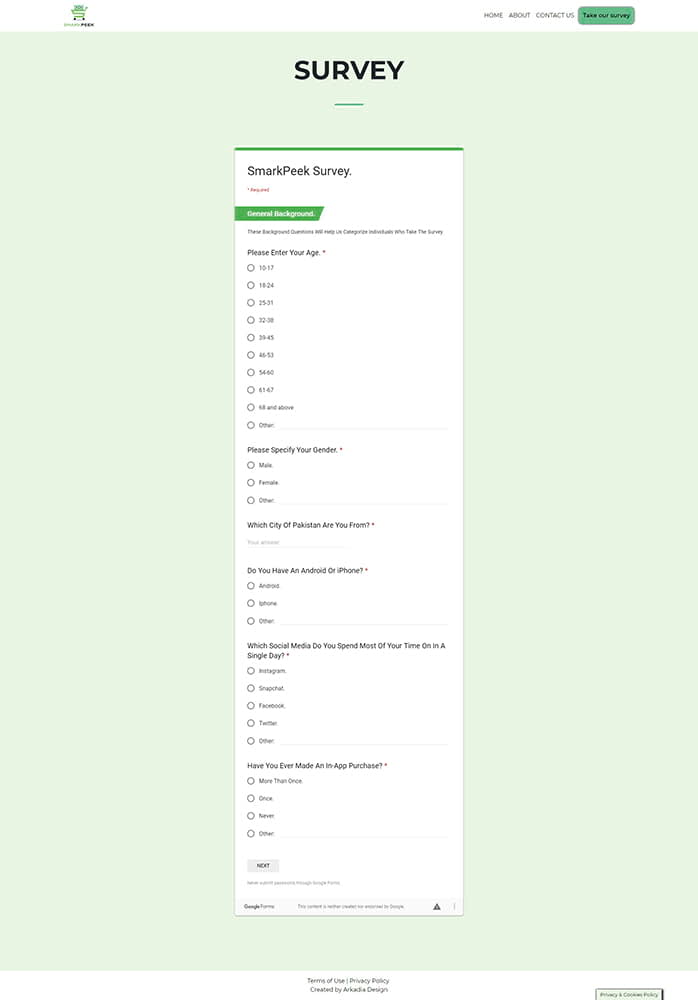 SMARKPEEK
HOME ABOUT CONTACT US Take our survey
SURVEY
SmarkPeek Survey.
* Required
General Background.
These Background Questions Will Help Us Categorize Individuals Who Take The Survey
Please Enter Your Age. *
10-17
18-24
25-31
32-38
39-45
46-53
54-60
61-67
68 and above
Other:
Please Specify Your Gender. *
Male.
Female.
Other:
Which City Of Pakistan Are You From? *
Your answer
Do You Have An Android Or iPhone? *
Android.
Iphone.
Other:
Which Social Media Do You Spend Most Of Your Time On In A
Single Day? *
Instagram.
Snapchat.
Facebook.
Twitter.
Other:
Have You Ever Made An In-App Purchase? *
More Than Once.
Once.
Never.
Other:
NEXT
Never submit passwords through Google Forms.
Google Forms This content is neither created nor endorsed by Google.
Terms of Use | Privacy Policy
Created by Arkadia Design
Privacy & Cookies Policy